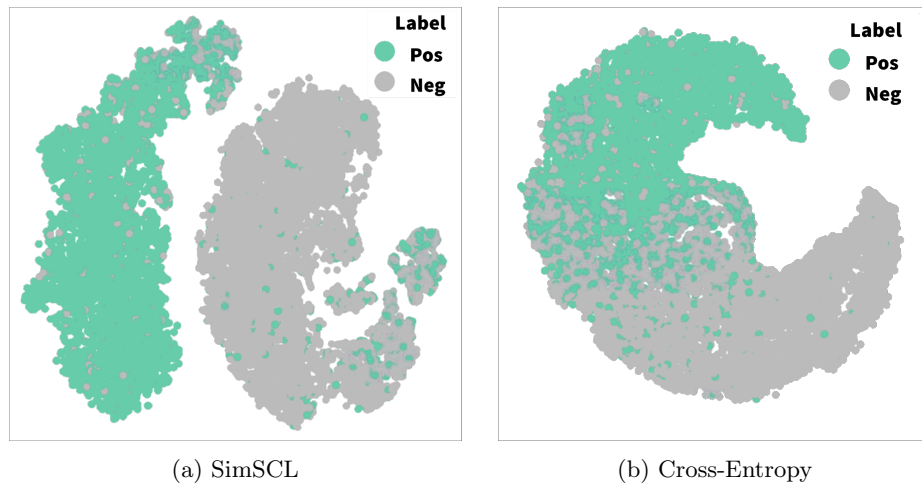 Label
Pos
Neg
Label
Pos
Neg
(a) SimSCL
(b) Cross-Entropy